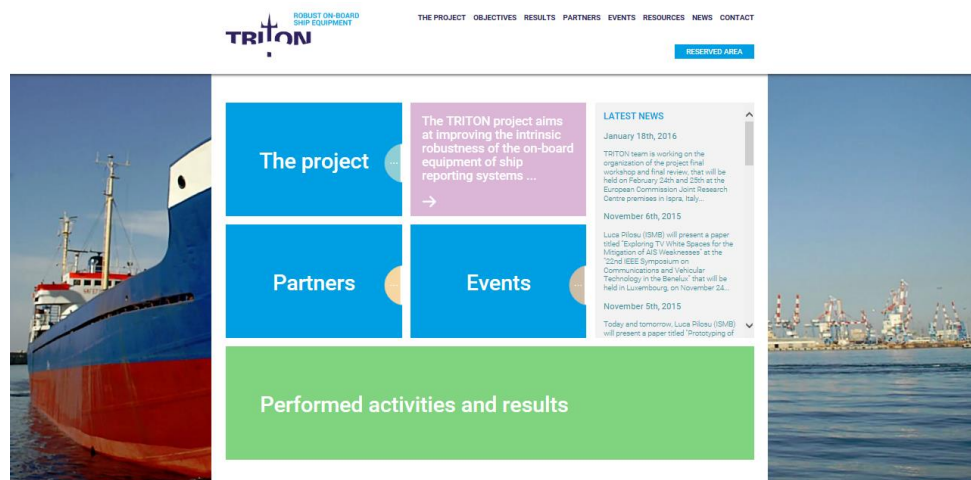 ROBUST ON-BOARD
SHIP EQUIPMENT
TRITON
THE PROJECT OBJECTIVES RESULTS PARTNERS EVENTS RESOURCES NEWS CONTACT
RESERVED AREA
The project
...
The TRITON project aims
at improving the intrinsic
robustness of the on-board
equipment of ship
reporting systems ...
Partners
...
Events
...
LATEST NEWS
January 18th, 2016
TRITON team is working on the
organization of the project final
workshop and final review, that will be
held on February 24th and 25th at the
European Commission Joint Research
Centre premises in Ispra, Italy...
November 6th, 2015
Luca Pilosu (ISMB) will present a paper
titled "Exploring TV White Spaces for the
Mitigation of AIS Weaknesses" at the
"22nd IEEE Symposium on
Communications and Vehicular
Technology in the Benelux" that will be
held in Luxembourg, on November 24...
November 5th, 2015
Today and tomorrow, Luca Pilosu (ISMB)
will present a paper titled "Prototyping of
Performed activities and results